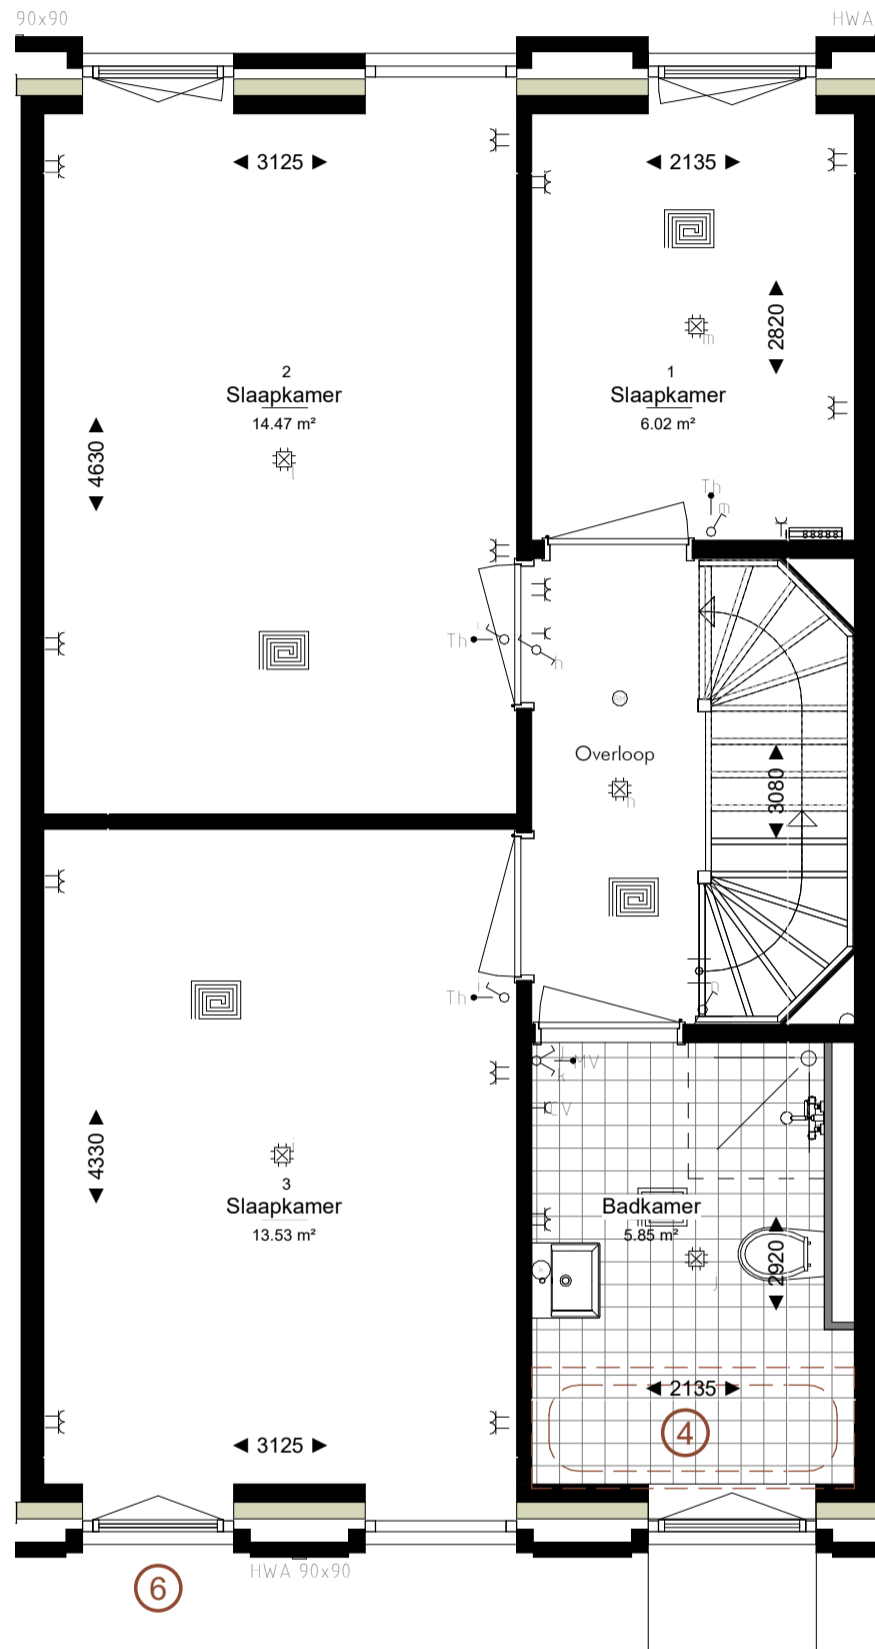 90x90
HWA
3125
2135
2820
2
Slaapkamer
14.47 m²
1
Slaapkamer
6.02 m²
m
4630
l
Th
m
Th
h
Overloop
h
3080
Th
MV
k
CV
4330
3
Slaapkamer
13.53 m²
Badkamer
5.85 m²
2920
j
2135
4
3125
HWA 90x90
6